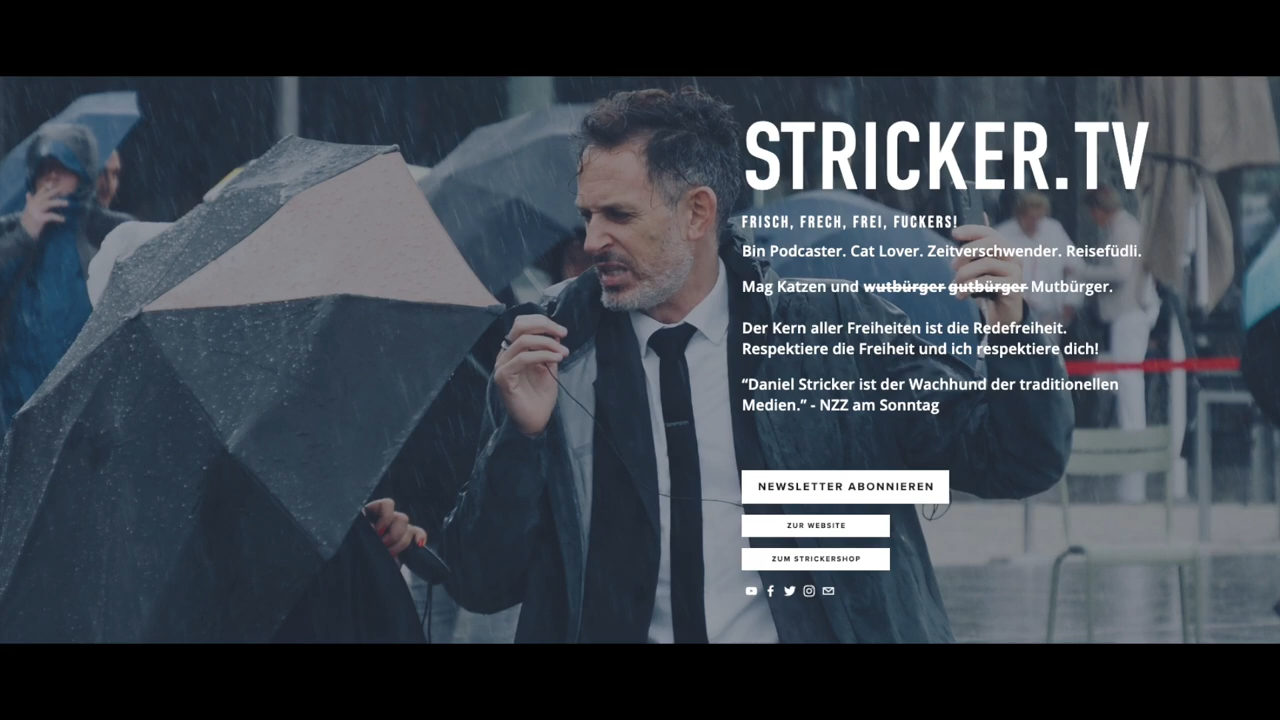 STRICKER.TV
FRISCH, FRECH, FREI, FUCKERS!
Bin Podcaster. Cat Lover. Zeitverschwender. Reisefüdli.
Mag Katzen und wutbürger gutbürger Mutbürger.
Der Kern aller Freiheiten ist die Redefreiheit.
Respektiere die Freiheit und ich respektiere dich!
“Daniel Stricker ist der Wachhund der traditionellen
Medien.” - NZZ am Sonntag
NEWSLETTER ABONNIEREN
ZUR WEBSITE
ZUM STRICKERSHOP